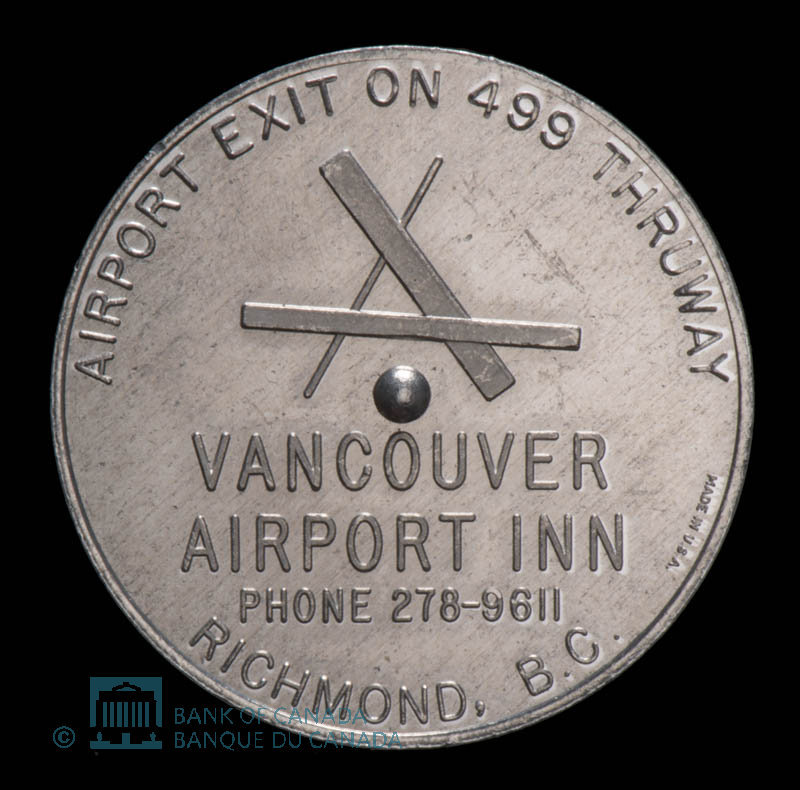 AIRPORT EXIT ON 499 THRUWAY
VANCOUVER
AIRPORT INN
PHONE 278-9611
RICHMOND, B.C.
MADE IN U.S.A.
© BANK OF CANADA
BANQUE DU CANADA